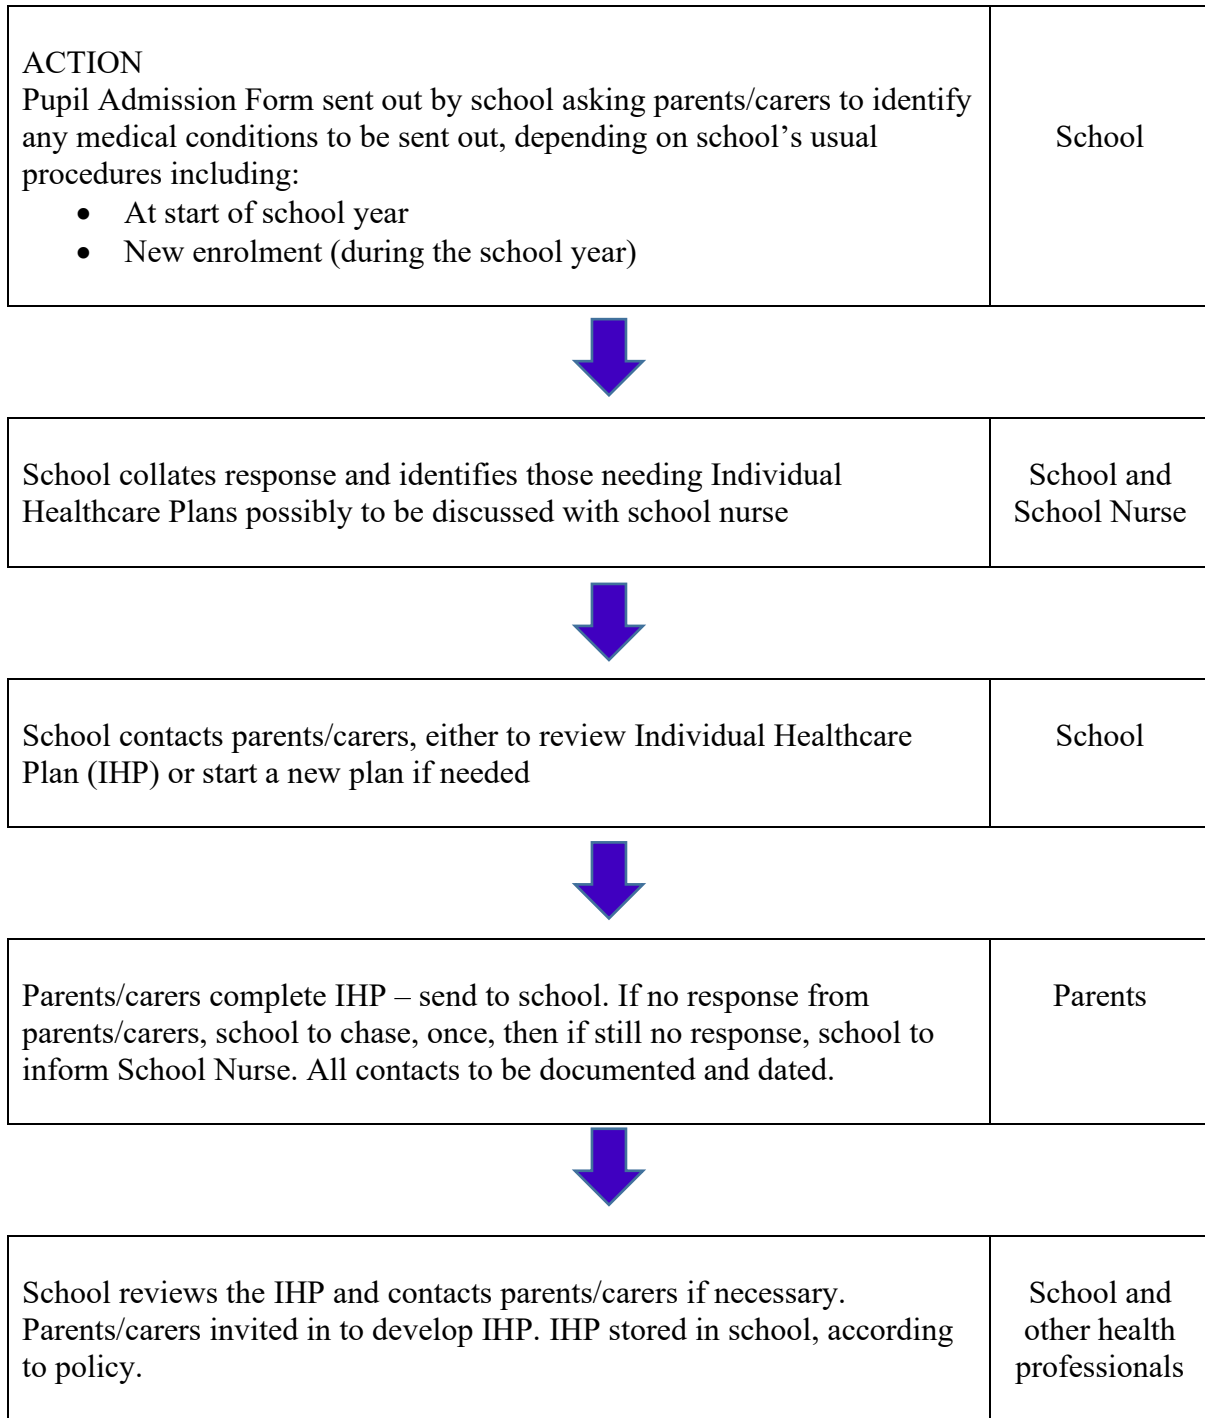 ACTION
Pupil Admission Form sent out by school asking parents/carers to identify
any medical conditions to be sent out, depending on school’s usual
procedures including:
• At start of school year
• New enrolment (during the school year)
School
School collates response and identifies those needing Individual
Healthcare Plans possibly to be discussed with school nurse
School and
School Nurse
School contacts parents/carers, either to review Individual Healthcare
Plan (IHP) or start a new plan if needed
School
Parents/carers complete IHP – send to school. If no response from
parents/carers, school to chase, once, then if still no response, school to
inform School Nurse. All contacts to be documented and dated.
Parents
School reviews the IHP and contacts parents/carers if necessary.
Parents/carers invited in to develop IHP. IHP stored in school, according
to policy.
School and
other health
professionals